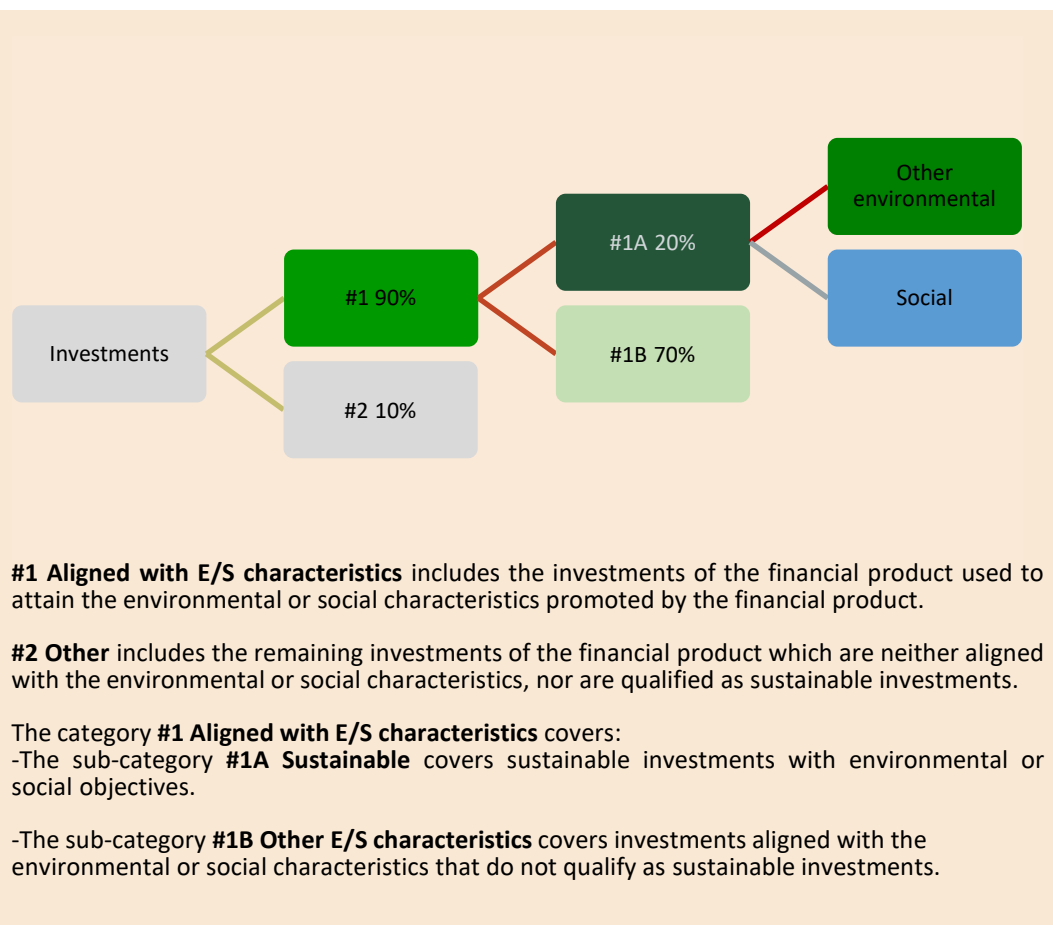 Other
environmental
#1A 20%
#1 90%
Social
Investments
#1B 70%
#2 10%
#1 Aligned with E/S characteristics includes the investments of the financial product used to
attain the environmental or social characteristics promoted by the financial product.
#2 Other includes the remaining investments of the financial product which are neither aligned
with the environmental or social characteristics, nor are qualified as sustainable investments.
The category #1 Aligned with E/S characteristics covers:
-The sub-category #1A Sustainable covers sustainable investments with environmental or
social objectives.
-The sub-category #1B Other E/S characteristics covers investments aligned with the
environmental or social characteristics that do not qualify as sustainable investments.